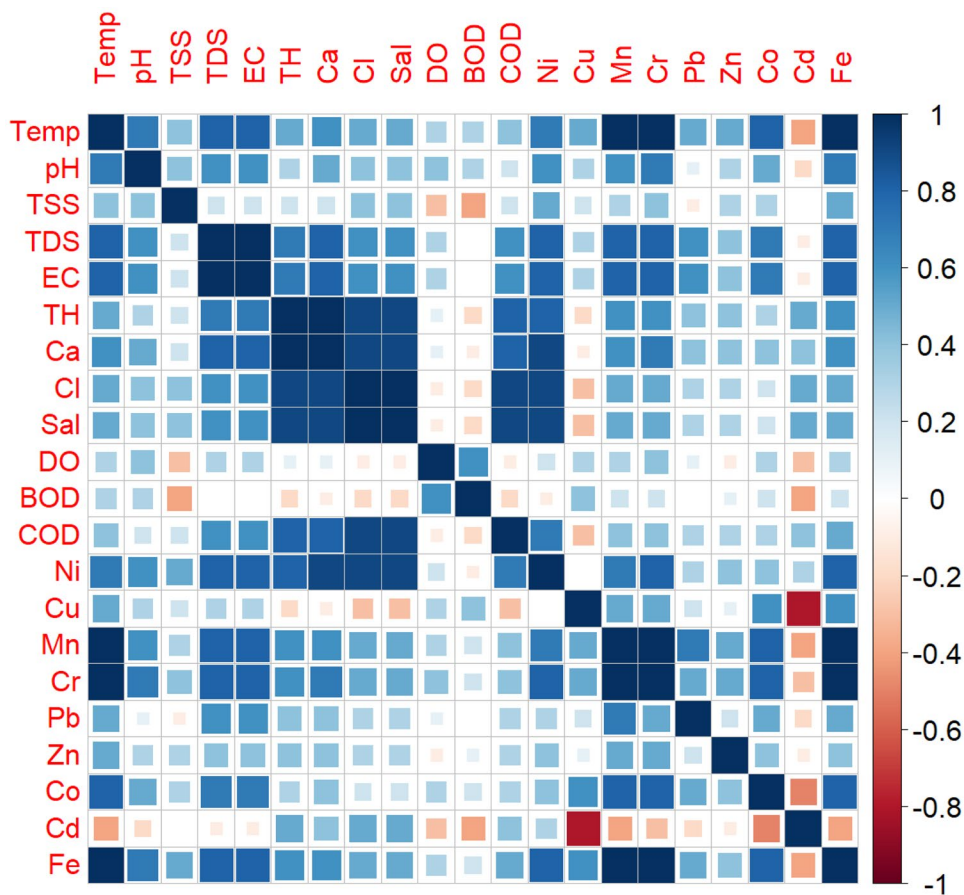 Temp pH TSS TDS EC TH Ca Cl Sal DO BOD COD Ni Cu Mn Cr Pb Zn Co Cd Fe
Temp
pH
TSS
TDS
EC
TH
Ca
Cl
Sal
DO
BOD
COD
Ni
Cu
Mn
Cr
Pb
Zn
Co
Cd
Fe
1
0.8
0.6
0.4
0.2
0
-0.2
-0.4
-0.6
-0.8
-1